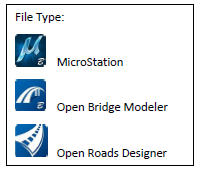 File Type:
MicroStation
Open Bridge Modeler
Open Roads Designer